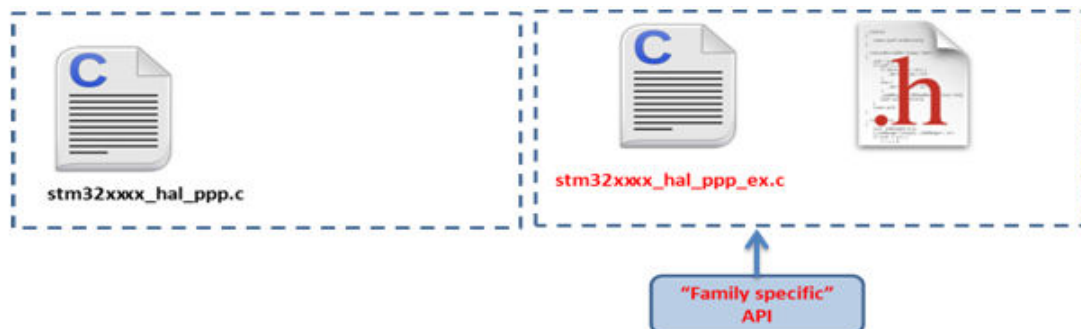 C
C
.h
stm32xxxx_hal_ppp.c
stm32xxxx_hal_ppp_ex.c
"Family specific"
API